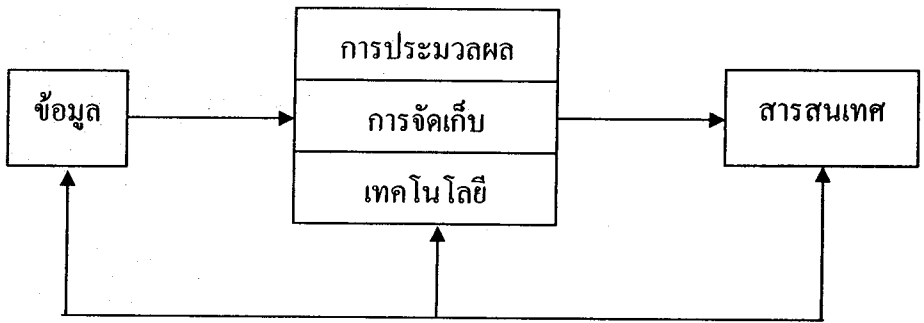 ข้อมูล
การประมวลผล
การจัดเก็บ
เทคโนโลยี
สารสนเทศ